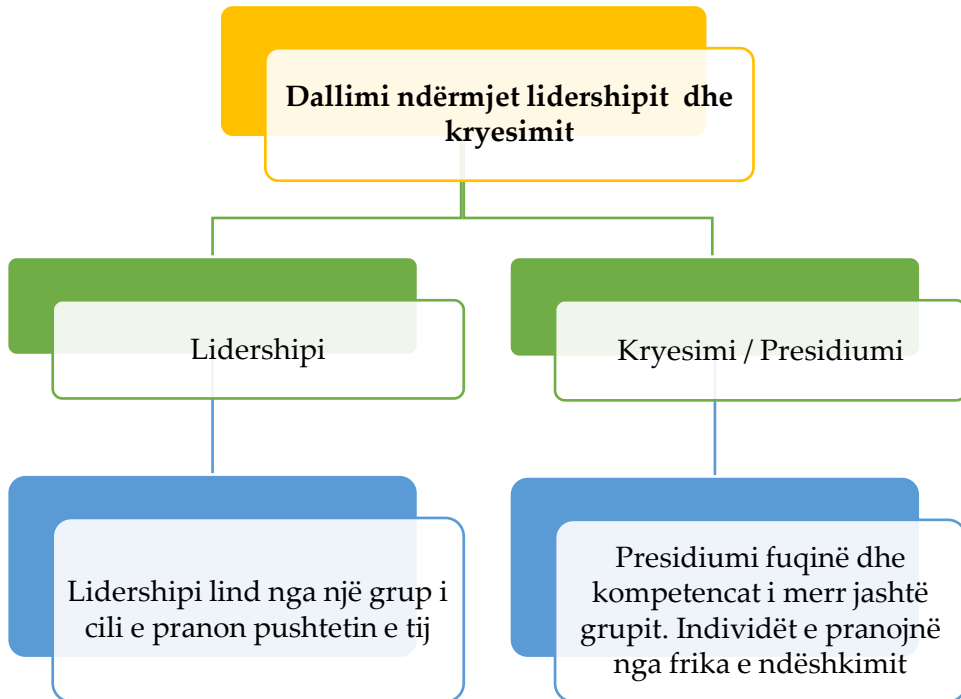 Dallimi ndërmjet lidershipit dhe
kryesimit
Lidershipi
Kryesimi / Presidiumi
Lidershipi lind nga një grup i
cili e pranon pushtetin e tij
Presidiumi fuqinë dhe
kompetencat i merr jashtë
grupit. Individët e pranojnë
nga frika e ndëshkimit